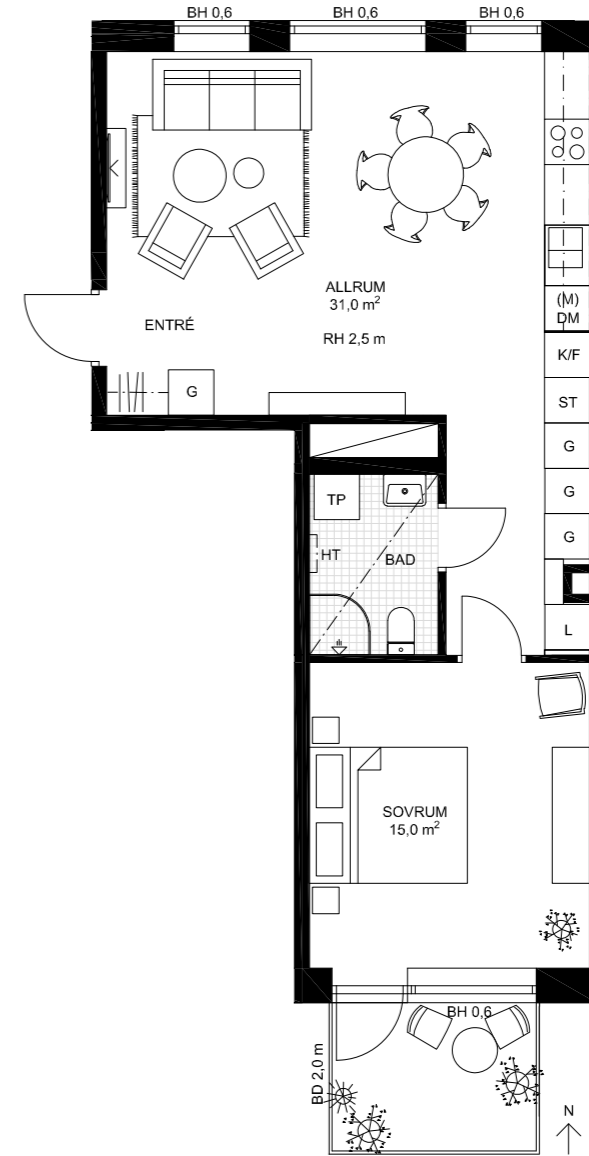 BH 0,6
BH 0,6
BH 0,6
ALLRUM
31,0 m²
RH 2,5 m
ENTRÉ
(M)
DM
K/F
ST
G
G
G
G
L
TP
HT
BAD
SOVRUM
15,0 m²
BH 0,6
BD 2,0 m
N